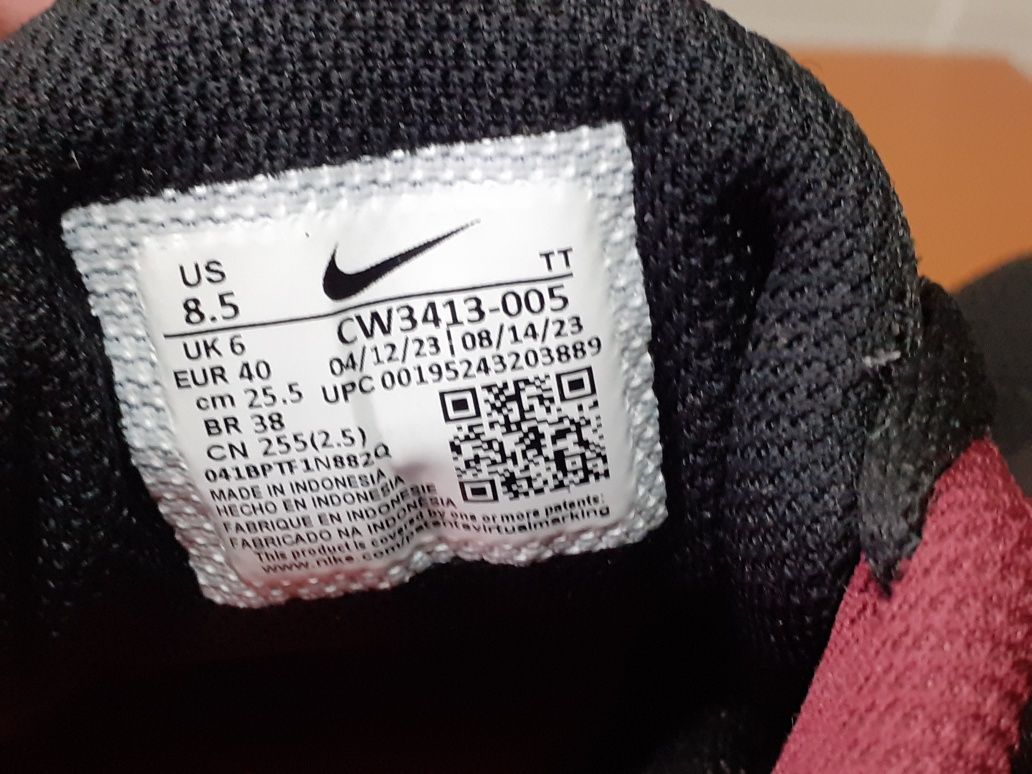 US
8.5
TT
CW3413-005
04/12/23 | 08/14/23
UPC 00195243203889
UK 6
EUR 40
cm 25.5
BR 38
CN 255(2.5)
041BPTF1N882Q
MADE IN INDONESIA
HECHO EN INDONESIA
FABRIQUE EN INDONESIE
FABRICADO NA INDONESIA
This product is covered by one or more patents:
www.nike.com/patents